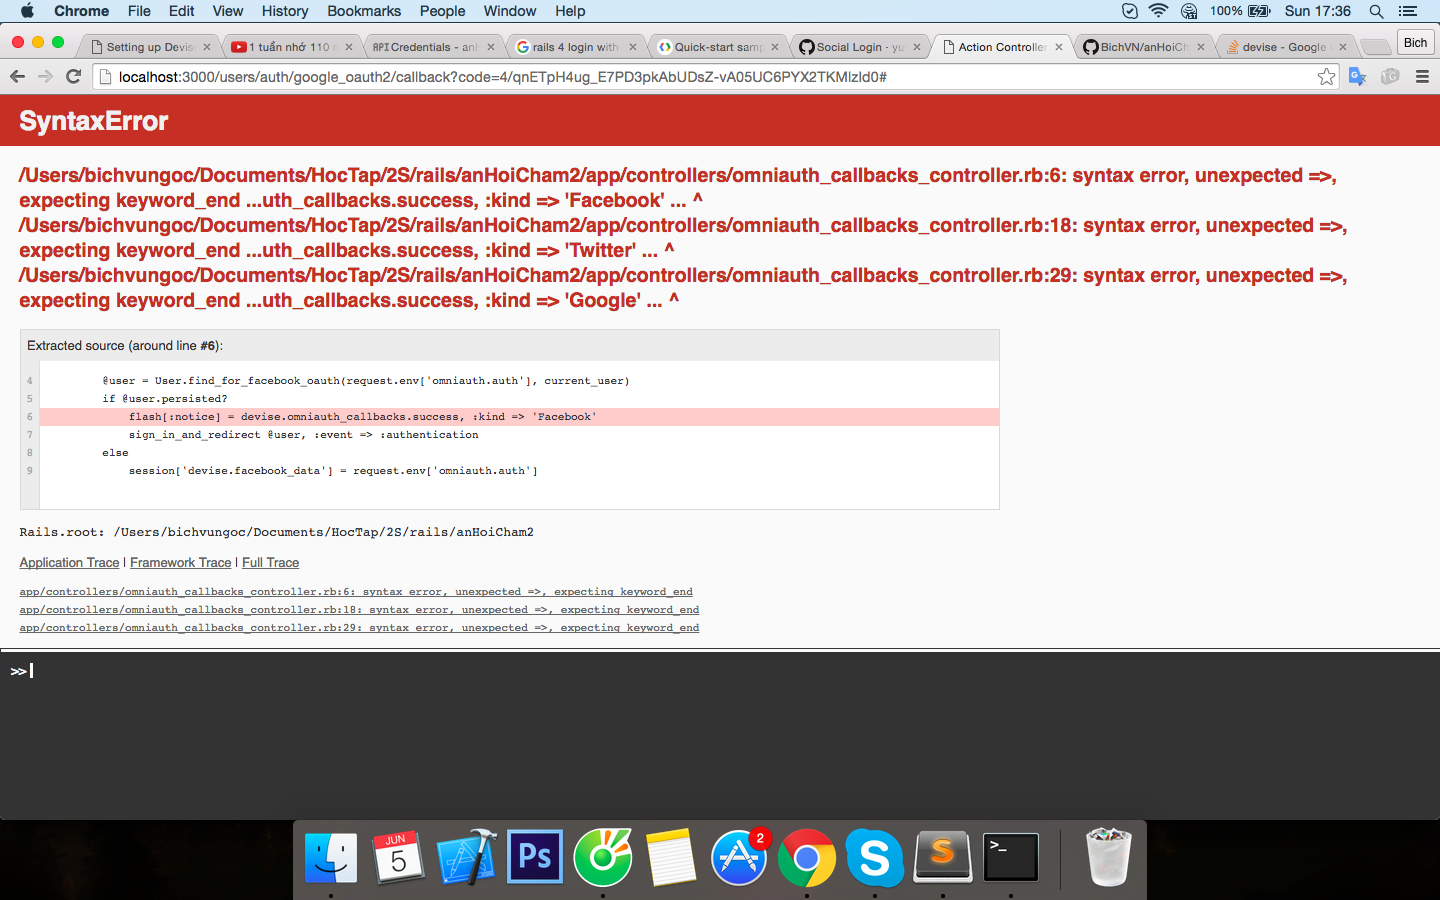 Chrome File Edit View History Bookmarks People Window Help 100% Sun 17:36
Setting up Devise 1 tuần nhớ 110 API Credentials - rails 4 login with Quick-start samp Social Login - yu Action Controller BichVN/anHoiCh devise - Google Bich
localhost:3000/users/auth/google_oauth2/callback?code=4/qnETpH4ug_E7PD3pkAbUDsZ-vA05UC6PYX2TKMlzld0#
SyntaxError
/Users/bichvungoc/Documents/HocTap/2S/rails/anHoiCham2/app/controllers/omniauth_callbacks_controller.rb:6: syntax error, unexpected =>,
expecting keyword_end ...uth_callbacks.success, :kind => 'Facebook' ... ^
/Users/bichvungoc/Documents/HocTap/2S/rails/anHoiCham2/app/controllers/omniauth_callbacks_controller.rb:18: syntax error, unexpected =>,
expecting keyword_end ...uth_callbacks.success, :kind => 'Twitter' ... ^
/Users/bichvungoc/Documents/HocTap/2S/rails/anHoiCham2/app/controllers/omniauth_callbacks_controller.rb:29: syntax error, unexpected =>,
expecting keyword_end ...uth_callbacks.success, :kind => 'Google' ... ^
Extracted source (around line #6):
4 @user = User.find_for_facebook_oauth(request.env['omniauth.auth'], current_user)
5 if @user.persisted?
6 flash[:notice] = devise.omniauth_callbacks.success, :kind => 'Facebook'
7 sign_in_and_redirect @user, :event => :authentication
8 else
9 session['devise.facebook_data'] = request.env['omniauth.auth']
Rails.root: /Users/bichvungoc/Documents/HocTap/2S/rails/anHoiCham2
Application Trace | Framework Trace | Full Trace
app/controllers/omniauth_callbacks_controller.rb:6: syntax error, unexpected =>, expecting keyword_end
app/controllers/omniauth_callbacks_controller.rb:18: syntax error, unexpected =>, expecting keyword_end
app/controllers/omniauth_callbacks_controller.rb:29: syntax error, unexpected =>, expecting keyword_end
>>
JUN
5
Ps
2
S
S
>_